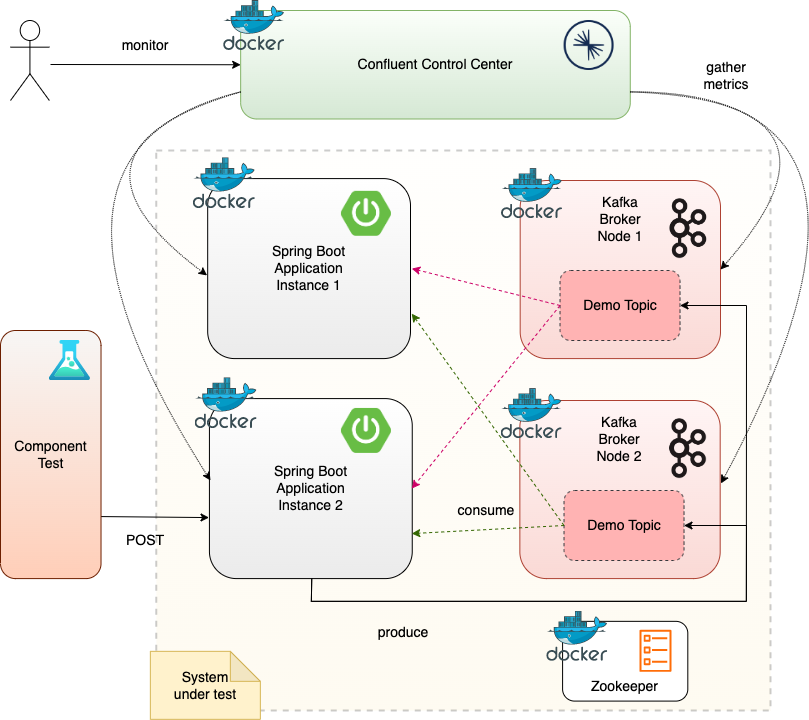 docker
monitor
Confluent Control Center
gather
metrics
docker
Spring Boot
Application
Instance 1
docker
Kafka
Broker
Node 1
Demo Topic
Component
Test
POST
docker
Spring Boot
Application
Instance 2
docker
Kafka
Broker
Node 2
Demo Topic
consume
produce
System
under test
docker
Zookeeper